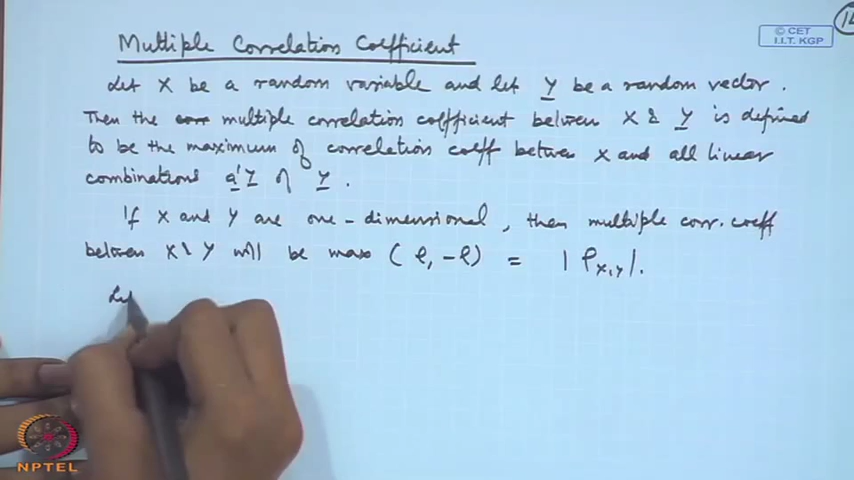 © CET
I.I.T. KGP
Multiple Correlation Coefficient
Let X be a random variable and let Y be a random vector.
Then the multiple correlation coefficient between X & Y is defined
to be the maximum of correlation coeff between X and all linear
combinations a'Y of Y.
If X and Y are one-dimensional, then multiple corr. coeff
between X & Y will be max (ρ, -ρ) = |ρ_{X,Y}|.
Let
NPTEL